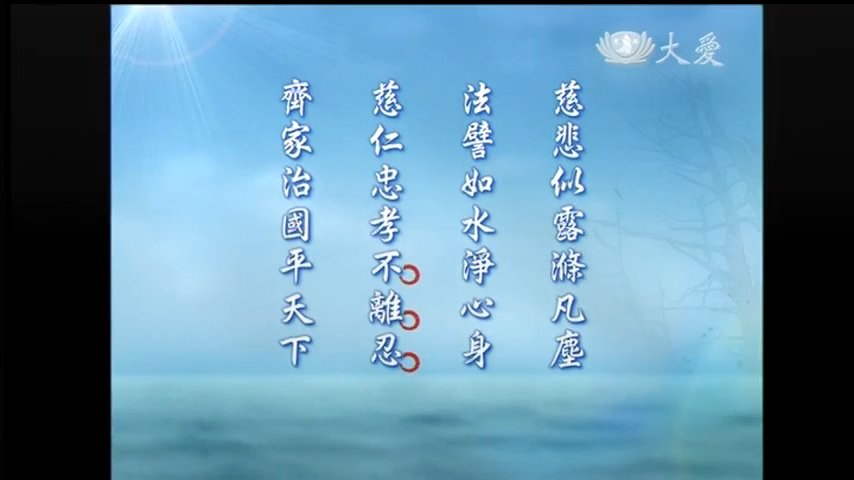 大愛
慈悲似露滌凡塵
法譬如水淨心身
慈仁忠孝不離忍
齊家治國平天下